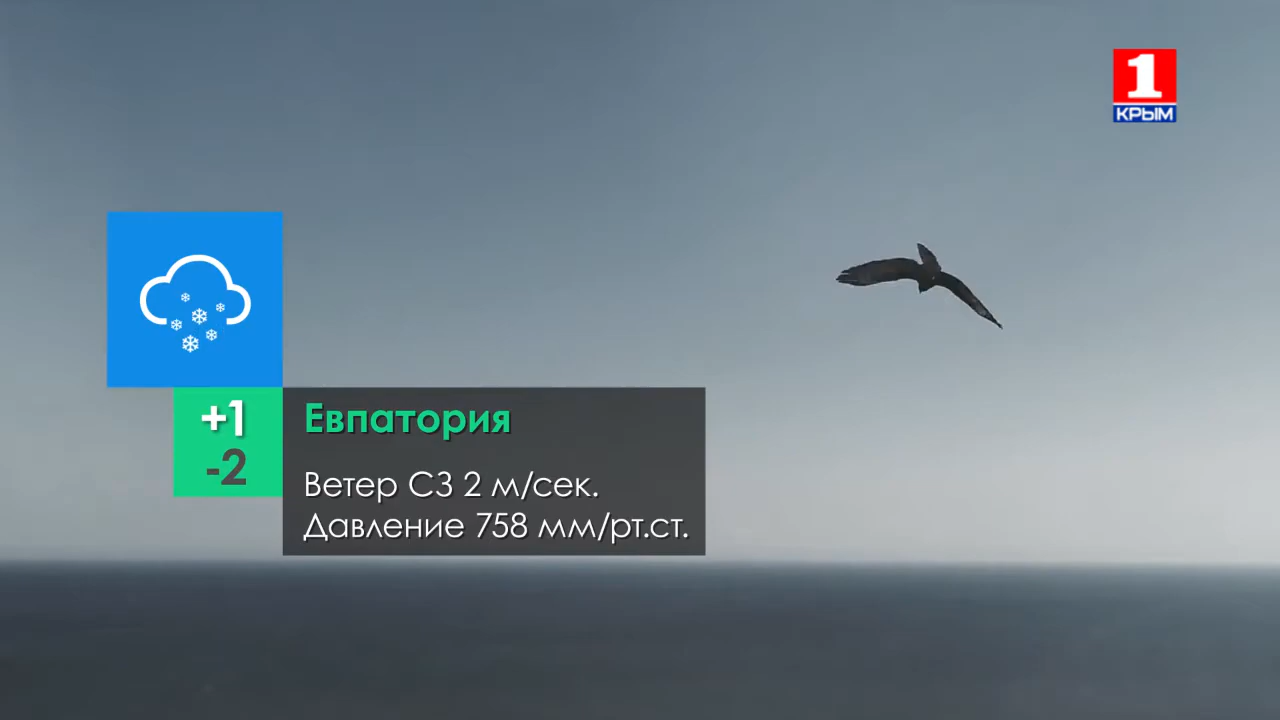 1
КРЫМ
+1
-2
Евпатория
Ветер СЗ 2 м/сек.
Давление 758 мм/рт.ст.